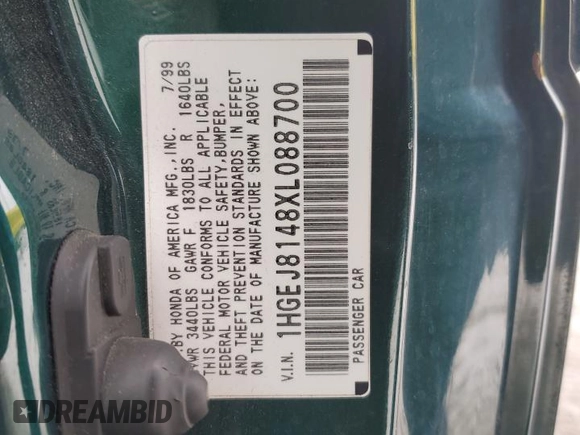 BY HONDA OF AMERICA MFG.,INC. 7/99
3440LBS GAWR F 1830LBS R 1640LBS
THIS VEHICLE CONFORMS TO ALL APPLICABLE
FEDERAL MOTOR VEHICLE SAFETY,BUMPER,
AND THEFT PREVENTION STANDARDS IN EFFECT
ON THE DATE OF MANUFACTURE SHOWN ABOVE:
V.I.N. 1HGEJ8148XL088700
PASSENGER CAR
DREAMBID